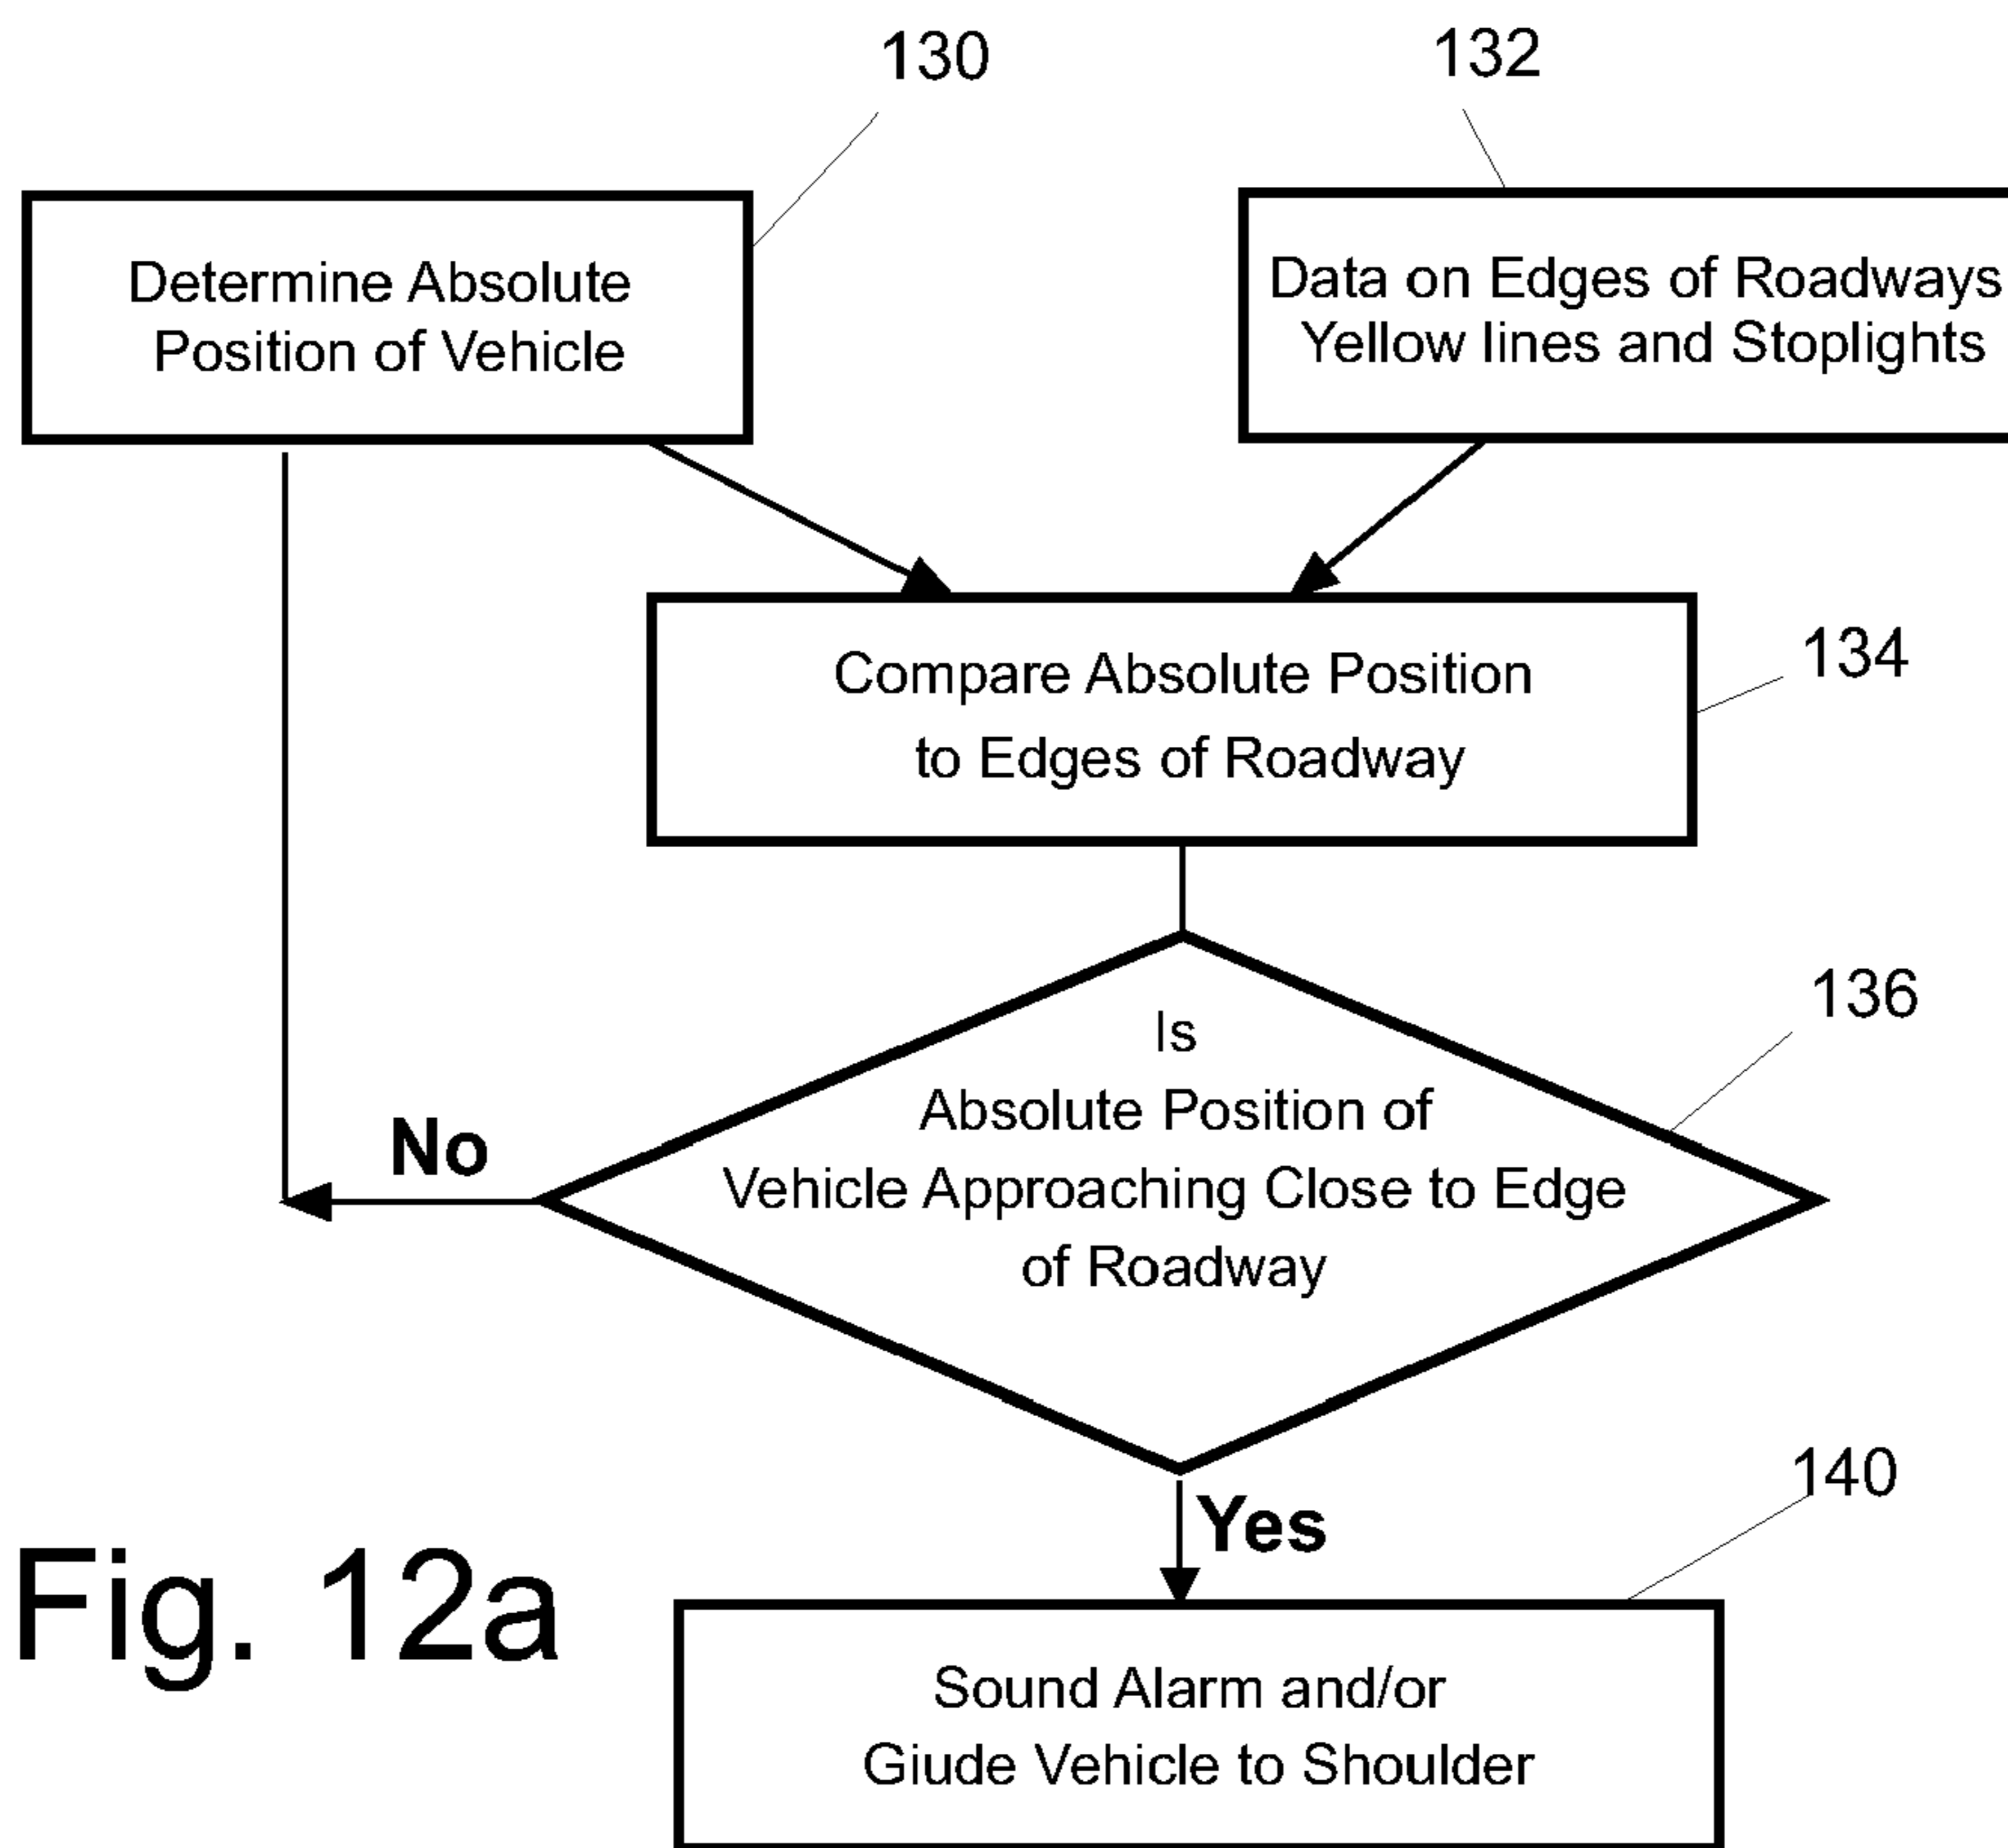 130
132
Determine Absolute
Position of Vehicle
Data on Edges of Roadways
Yellow lines and Stoplights
Compare Absolute Position
to Edges of Roadway
134
136
Is
Absolute Position of
Vehicle Approaching Close to Edge
of Roadway
No
Yes
140
Fig. 12a
Sound Alarm and/or
Giude Vehicle to Shoulder